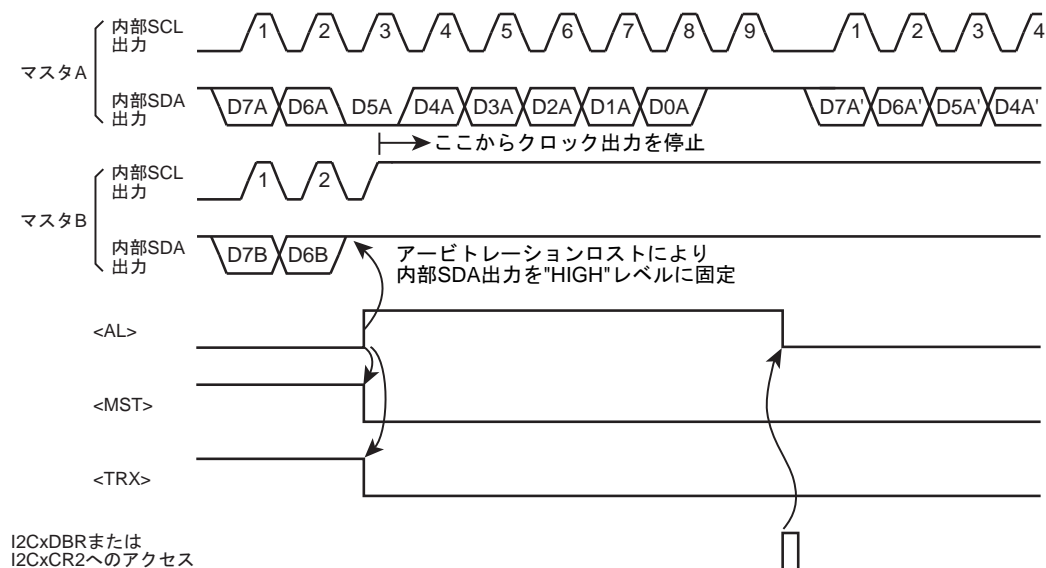 マスタA
内部SCL
出力
1 2 3 4 5 6 7 8 9 1 2 3 4
内部SDA
出力
D7A D6A D5A D4A D3A D2A D1A D0A D7A' D6A' D5A' D4A'
ここからクロック出力を停止
マスタB
内部SCL
出力
1 2
内部SDA
出力
D7B D6B
アービトレーションロストにより
内部SDA出力を"HIGH"レベルに固定
<AL>
<MST>
<TRX>
I2CxDBRまたは
I2CxCR2へのアクセス